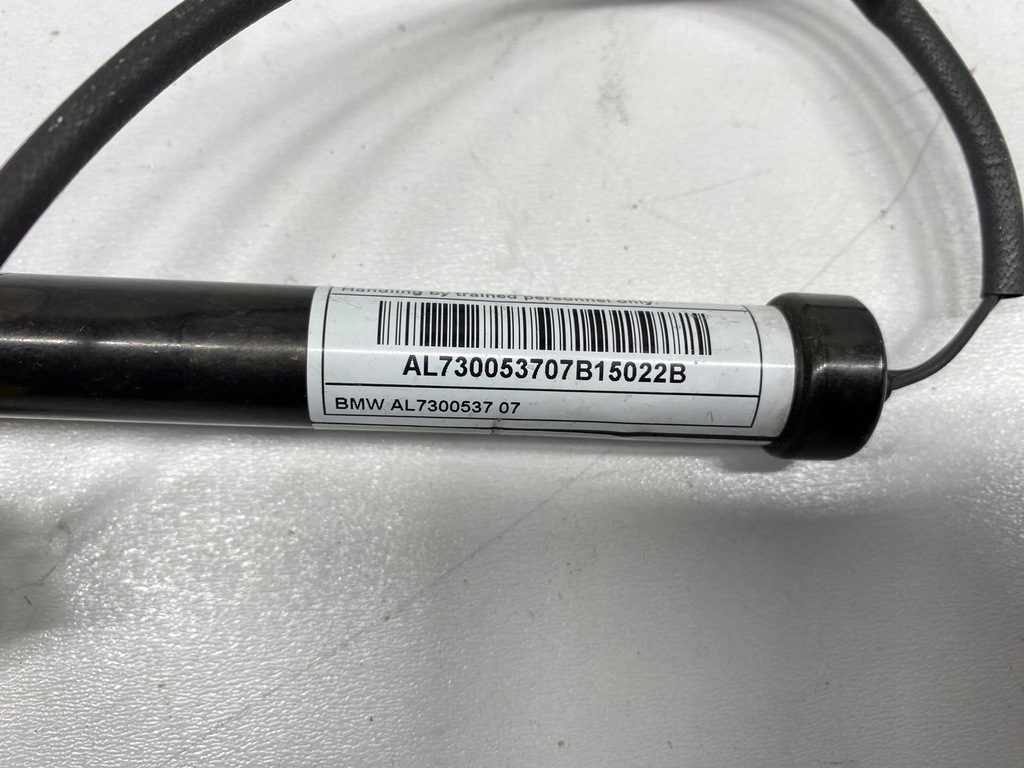 Handling by trained personnel only.
AL730053707B15022B
BMW AL7300537 07